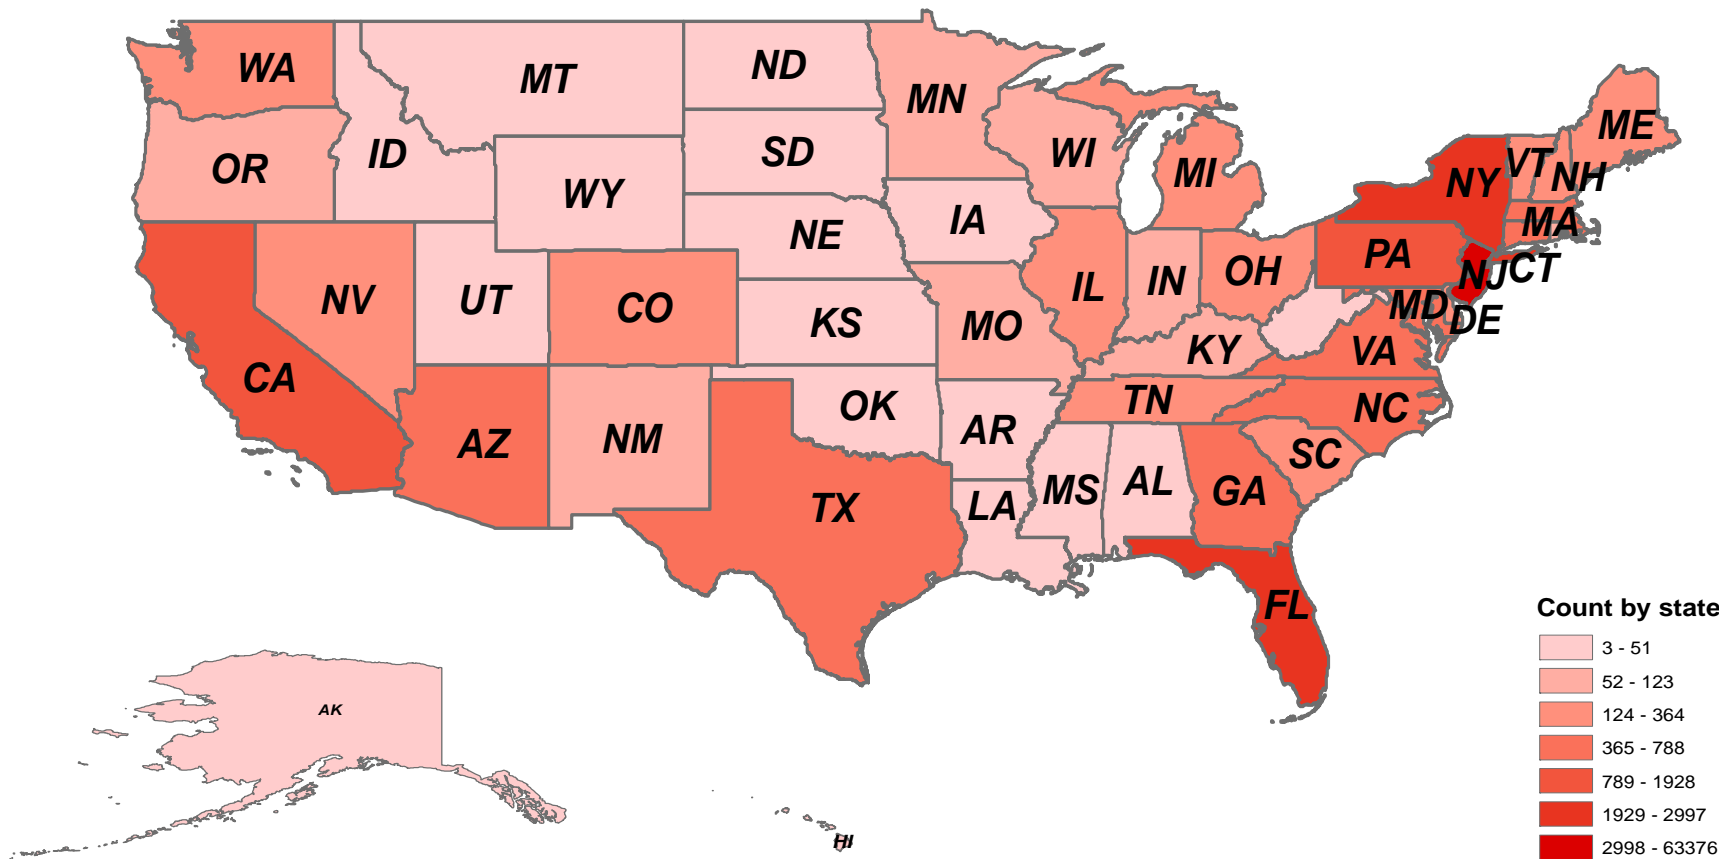 WA
MT
ND
MN
ME
OR
ID
SD
WI
MI
VT
NH
NY
WY
MA
IA
NE
PA
NJ
CT
NV
UT
CO
IL
IN
OH
MD
DE
KS
MO
KY
VA
CA
TN
NC
OK
AR
AZ
NM
SC
TX
LA
MS
AL
GA
FL
AK
HI
Count by state
3 - 51
52 - 123
124 - 364
365 - 788
789 - 1928
1929 - 2997
2998 - 63376